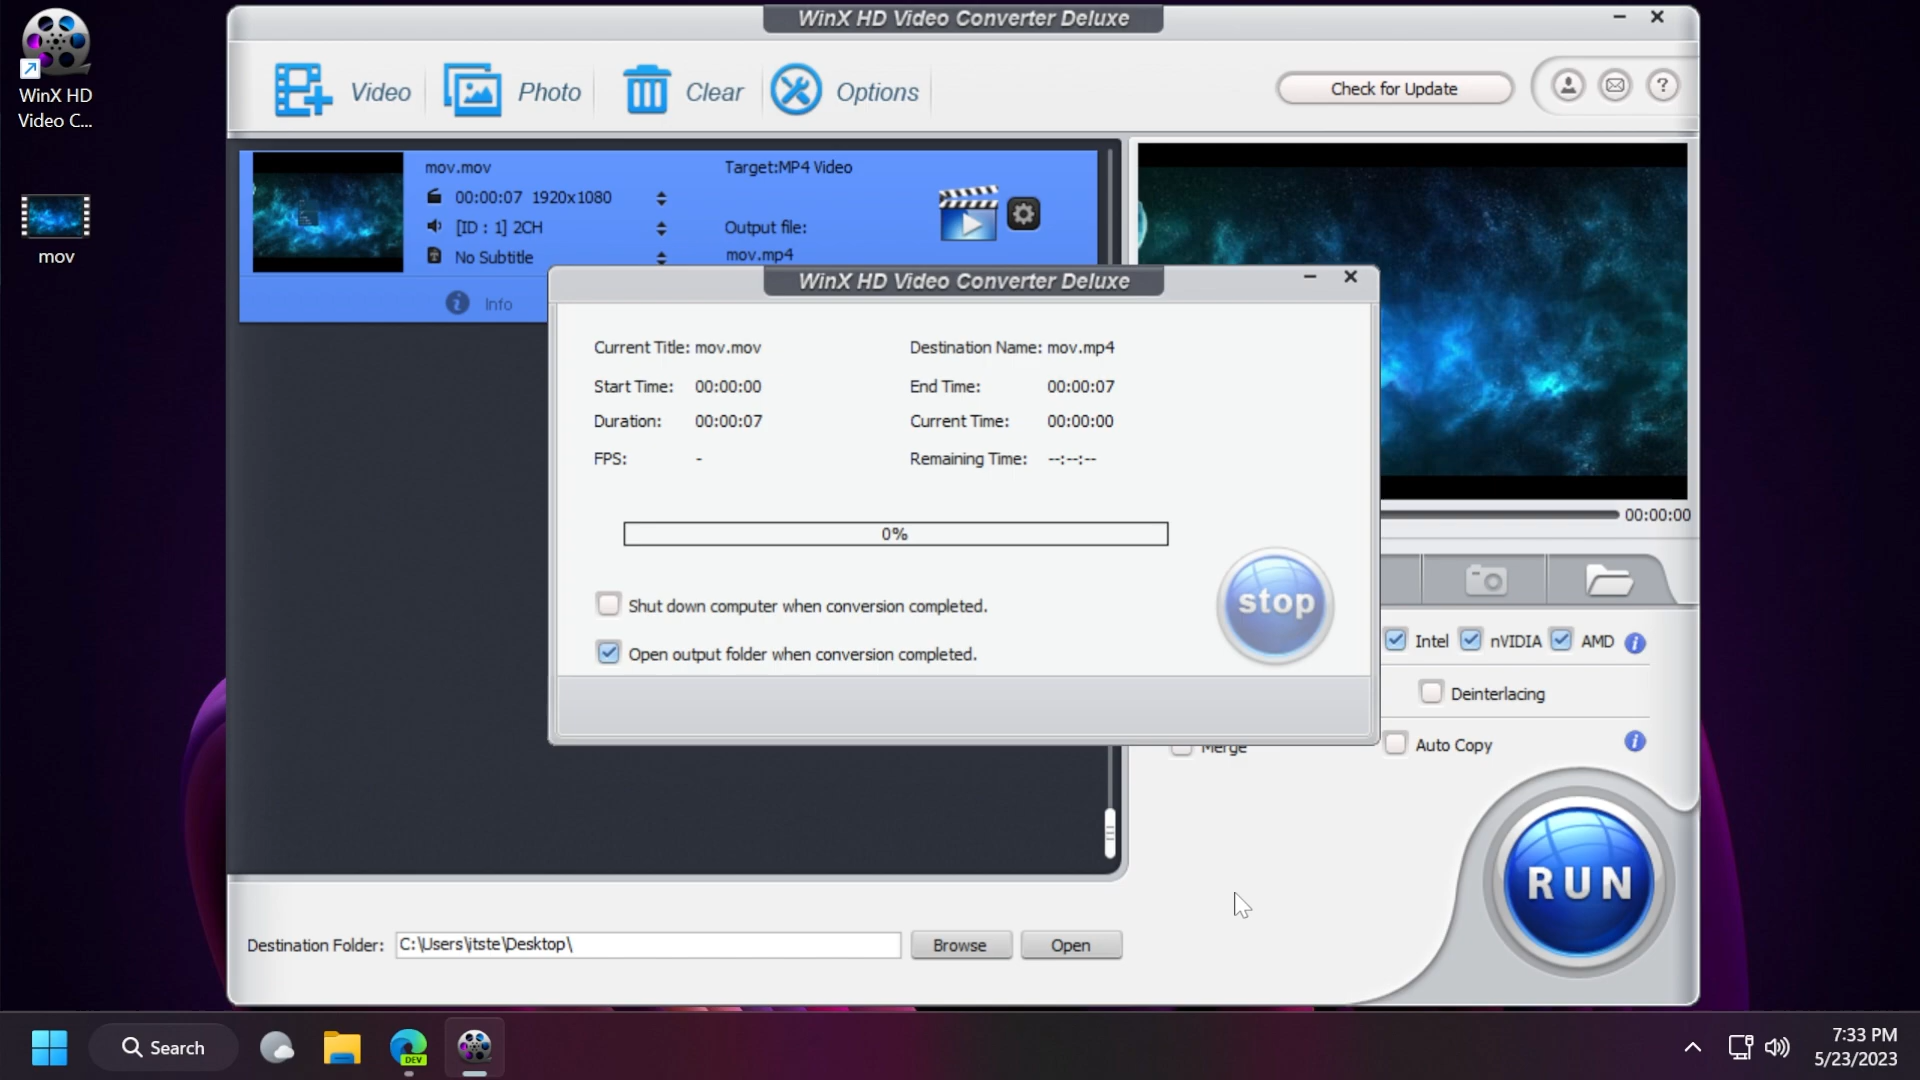 WinX HD Video Converter Deluxe
WinX HD
Video C...
mov
Video
Photo
Clear
Options
Check for Update
?
mov.mov
Target:MP4 Video
00:00:07 1920x1080
[ID : 1] 2CH
Output file:
No Subtitle
mov.mp4
Info
WinX HD Video Converter Deluxe
Current Title: mov.mov
Destination Name: mov.mp4
Start Time: 00:00:00
End Time: 00:00:07
Duration: 00:00:07
Current Time: 00:00:00
FPS: -
Remaining Time: --:--:--
0%
stop
Shut down computer when conversion completed.
Open output folder when conversion completed.
00:00:00
Intel
nVIDIA
AMD
Deinterlacing
Merge
Auto Copy
RUN
Destination Folder: C:\Users\itste\Desktop\
Browse
Open
Search
DEV
7:33 PM
5/23/2023